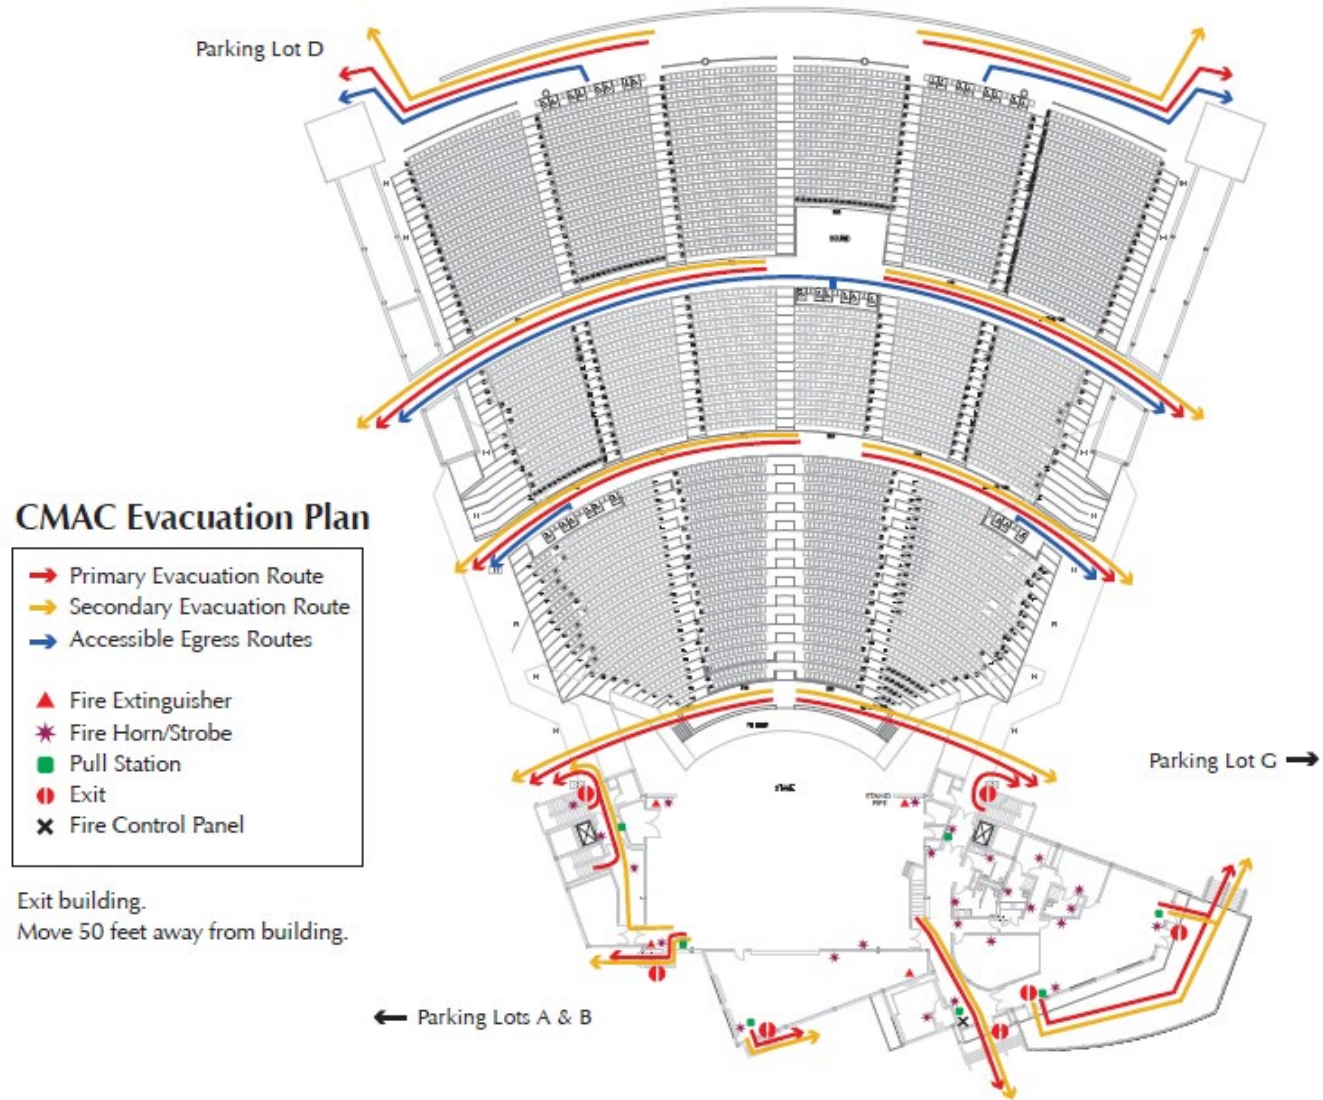 Parking Lot D
SOUND
CMAC Evacuation Plan
Primary Evacuation Route
Secondary Evacuation Route
Accessible Egress Routes
Fire Extinguisher
Fire Horn/Strobe
Pull Station
Exit
Fire Control Panel
Exit building.
Move 50 feet away from building.
Parking Lot G
STAGE
STAND
PIPE
Parking Lots A & B